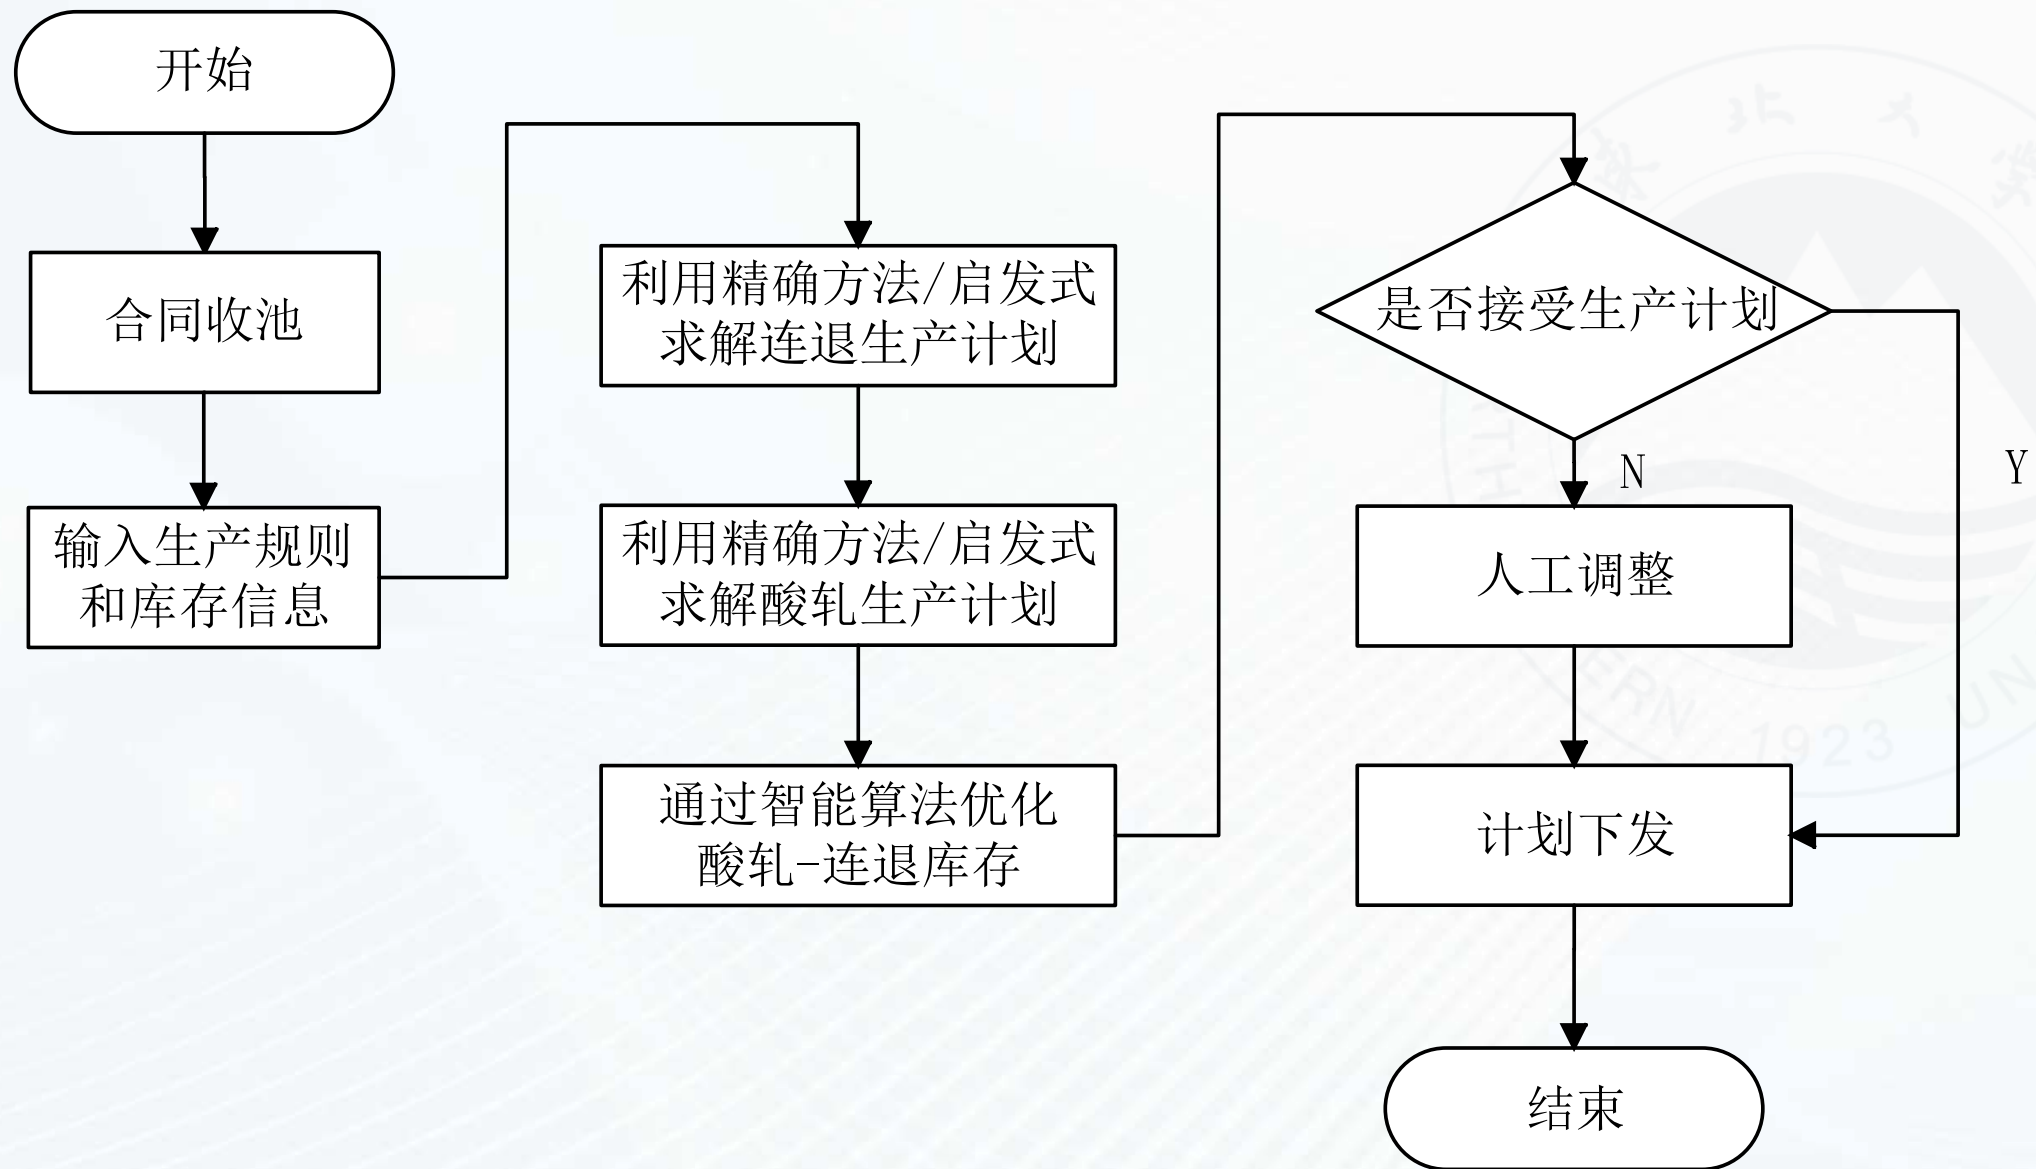 开始
合同收池
输入生产规则
和库存信息
利用精确方法/启发式
求解连退生产计划
利用精确方法/启发式
求解酸轧生产计划
通过智能算法优化
酸轧-连退库存
是否接受生产计划
N
Y
人工调整
计划下发
结束
ERN 1923 UN